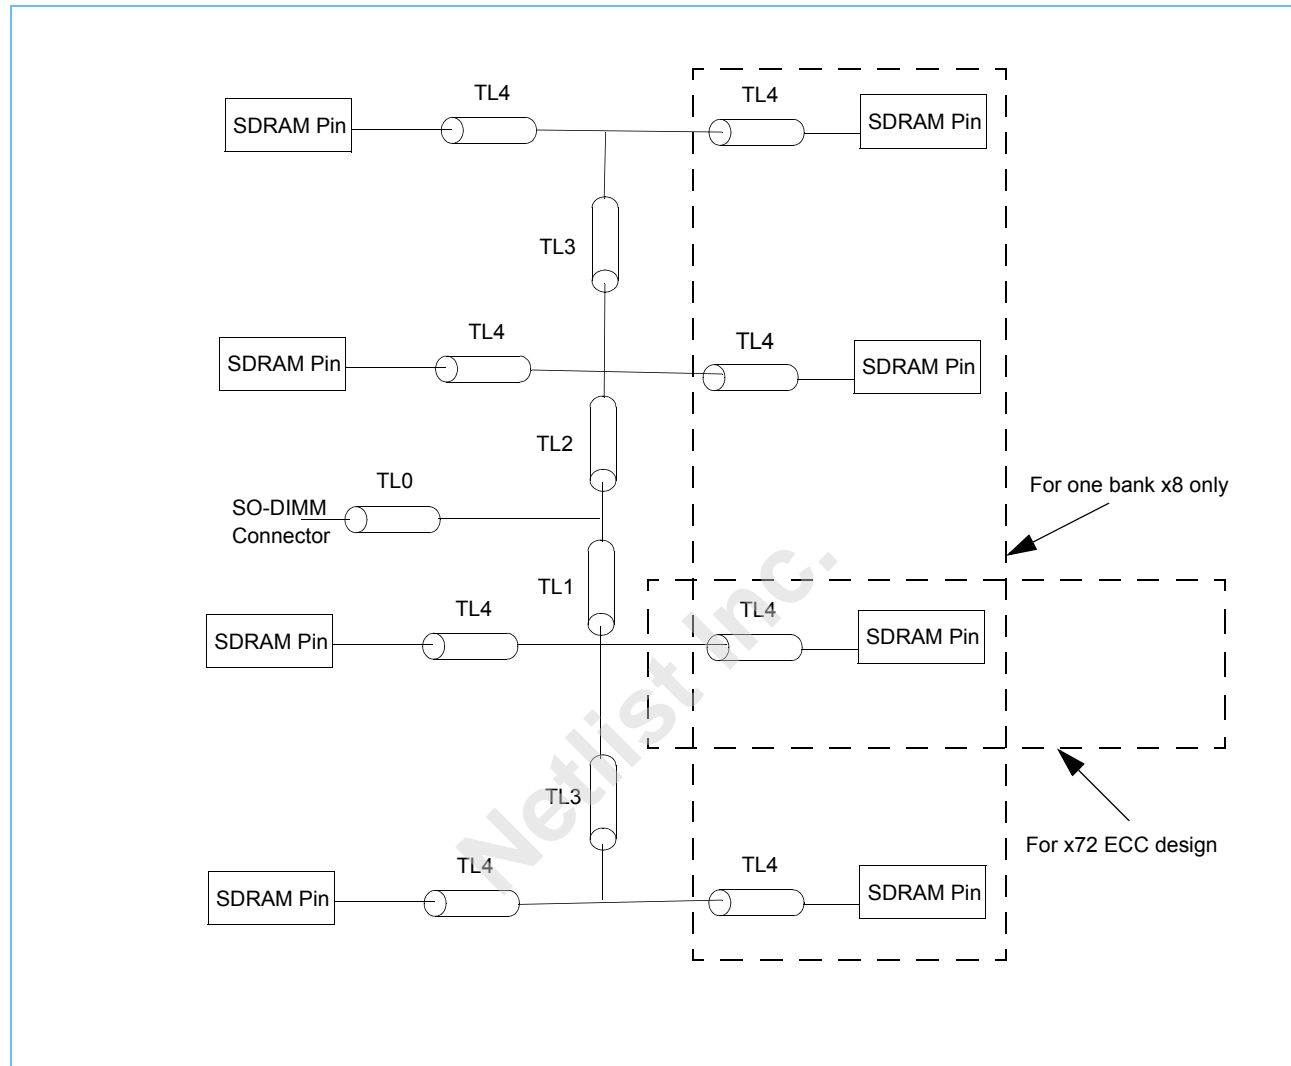 TL4
TL4
SDRAM Pin
SDRAM Pin
TL3
TL4
TL4
SDRAM Pin
SDRAM Pin
TL2
TL0
SO-DIMM
Connector
For one bank x8 only
TL1
TL4
TL4
SDRAM Pin
SDRAM Pin
Netlist Inc.
TL3
For x72 ECC design
TL4
TL4
SDRAM Pin
SDRAM Pin